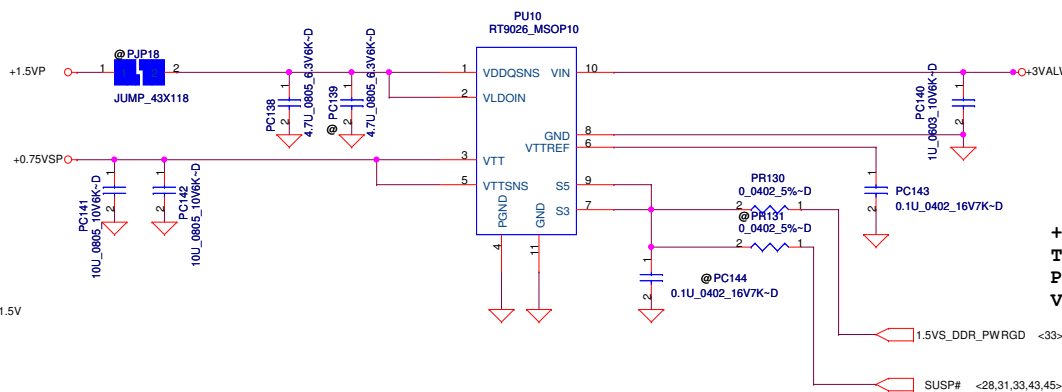 PU10
RT9026_MSOP10
@ PJP18
+1.5VP
1
2
JUMP_43X118
1
2
PC138
4.7U_0805_6.3V6K~D
1
2
@ PC139
4.7U_0805_6.3V6K~D
1
VDDQSNS
2
VLDOIN
3
VTT
5
VTTSNS
PGND
4
GND
11
VIN
10
GND
8
VTTREF
6
S5
9
S3
7
+3VALW
PC140
1U_0603_10V6K~D
1
2
+0.75VSP
1
2
PC141
10U_0805_10V6K~D
1
2
PC142
10U_0805_10V6K~D
PR130
0_0402_5%~D
2
1
@PR131
0_0402_5%~D
2
1
1
2
PC143
0.1U_0402_16V7K~D
1
2
@ PC144
0.1U_0402_16V7K~D
+
T
P
V
1.5V
1.5VS_DDR_PWRGD <33>
SUSP# <28,31,33,43,45>